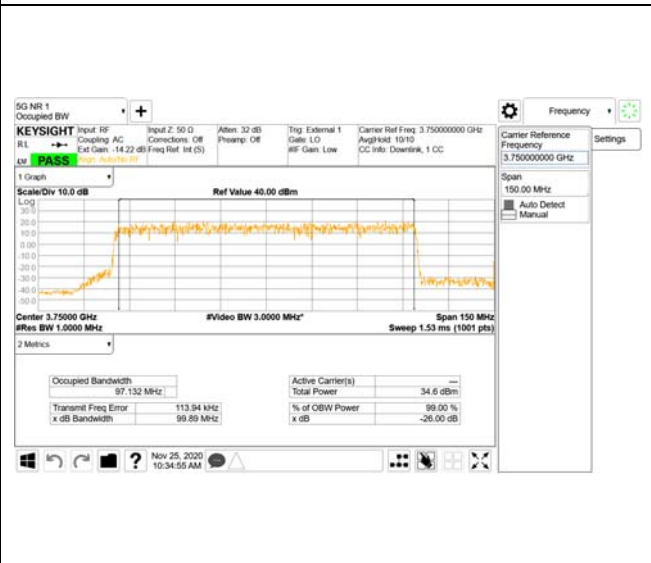 5G NR 1
Occupied BW
Frequency
KEYSIGHT
RL
PASS
Input: RF
Coupling: AC
Ext Gain: -14.22 dB
Align: Auto/No RF
Input Z: 50 Ω
Corrections: Off
Freq Ref: Int (S)
Atten: 32 dB
Preamp: Off
Trig: External 1
Gate: LO
#IF Gain: Low
Carrier Ref Freq: 3.750000000 GHz
Avg|Hold: 10/10
CC Info: Downlink, 1 CC
Carrier Reference
Frequency
3.750000000 GHz
Settings
Span
150.00 MHz
Auto Detect
Manual
1 Graph
Scale/Div 10.0 dB
Ref Value 40.00 dBm
Log
30.0
20.0
10.0
0.00
-10.0
-20.0
-30.0
-40.0
-50.0
Center 3.75000 GHz
#Video BW 3.0000 MHz*
Span 150 MHz
#Res BW 1.0000 MHz
Sweep 1.53 ms (1001 pts)
2 Metrics
Occupied Bandwidth
97.132 MHz
Transmit Freq Error 113.94 kHz
x dB Bandwidth 99.89 MHz
Active Carrier(s) ---
Total Power 34.6 dBm
% of OBW Power 99.00 %
x dB -26.00 dB
?
Nov 25, 2020
10:34:55 AM